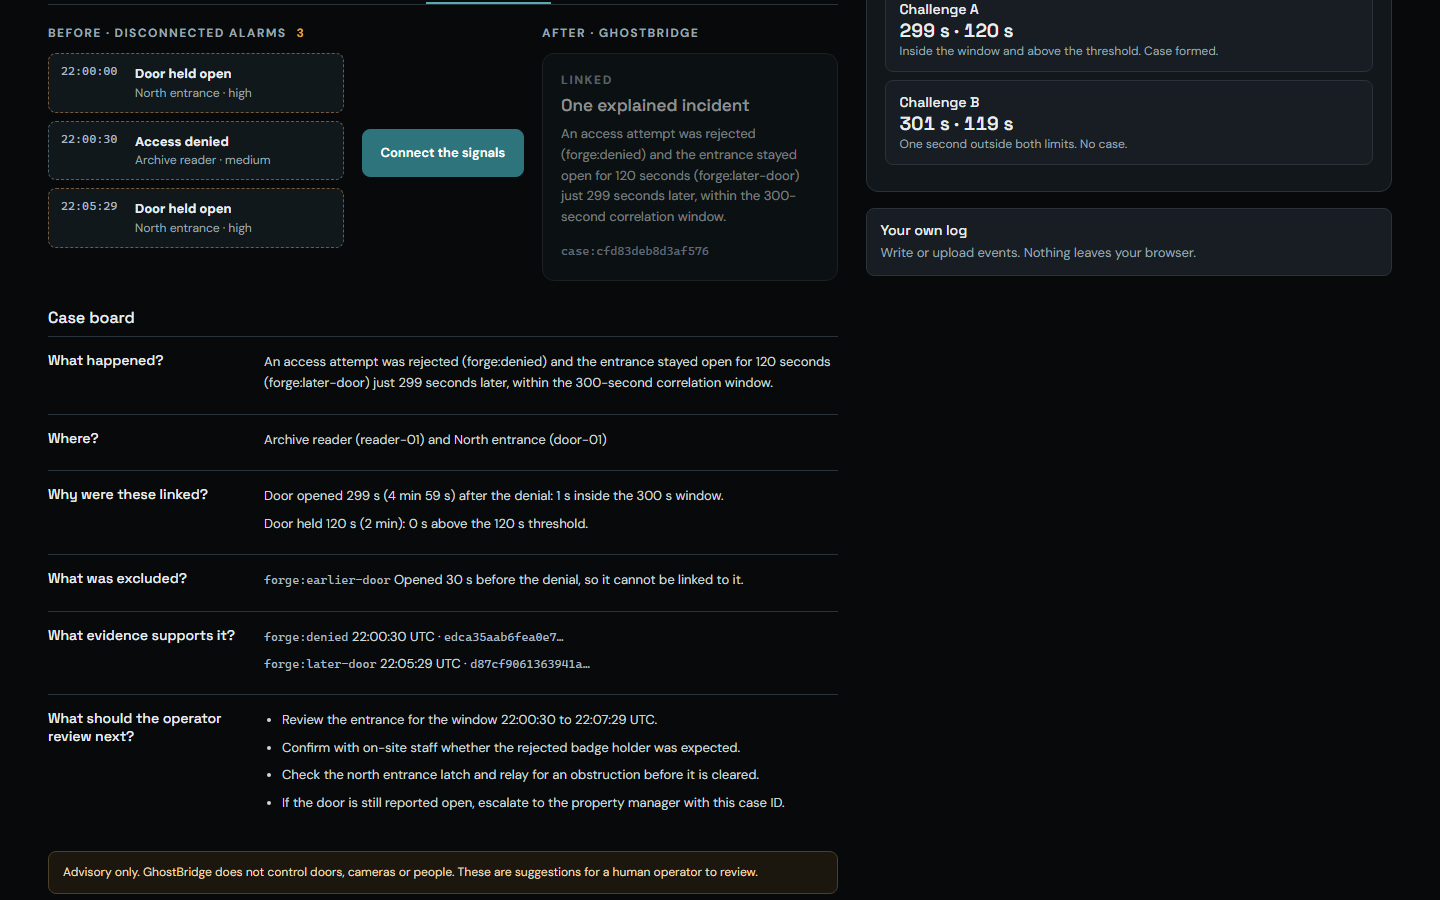 BEFORE · DISCONNECTED ALARMS 3
22:00:00 Door held open
North entrance · high
22:00:30 Access denied
Archive reader · medium
22:05:29 Door held open
North entrance · high
Connect the signals
AFTER · GHOSTBRIDGE
LINKED
One explained incident
An access attempt was rejected
(forge:denied) and the entrance stayed
open for 120 seconds (forge:later-door)
just 299 seconds later, within the 300-
second correlation window.
case:cfd83deb8d3af576
Case board
What happened?
An access attempt was rejected (forge:denied) and the entrance stayed open for 120 seconds
(forge:later-door) just 299 seconds later, within the 300-second correlation window.
Where?
Archive reader (reader-01) and North entrance (door-01)
Why were these linked?
Door opened 299 s (4 min 59 s) after the denial: 1 s inside the 300 s window.
Door held 120 s (2 min): 0 s above the 120 s threshold.
What was excluded?
forge:earlier-door Opened 30 s before the denial, so it cannot be linked to it.
What evidence supports it?
forge:denied 22:00:30 UTC · edca35aab6fea0e7…
forge:later-door 22:05:29 UTC · d87cf9061363941a…
What should the operator
review next?
• Review the entrance for the window 22:00:30 to 22:07:29 UTC.
• Confirm with on-site staff whether the rejected badge holder was expected.
• Check the north entrance latch and relay for an obstruction before it is cleared.
• If the door is still reported open, escalate to the property manager with this case ID.
Advisory only. GhostBridge does not control doors, cameras or people. These are suggestions for a human operator to review.
Challenge A
299 s · 120 s
Inside the window and above the threshold. Case formed.
Challenge B
301 s · 119 s
One second outside both limits. No case.
Your own log
Write or upload events. Nothing leaves your browser.